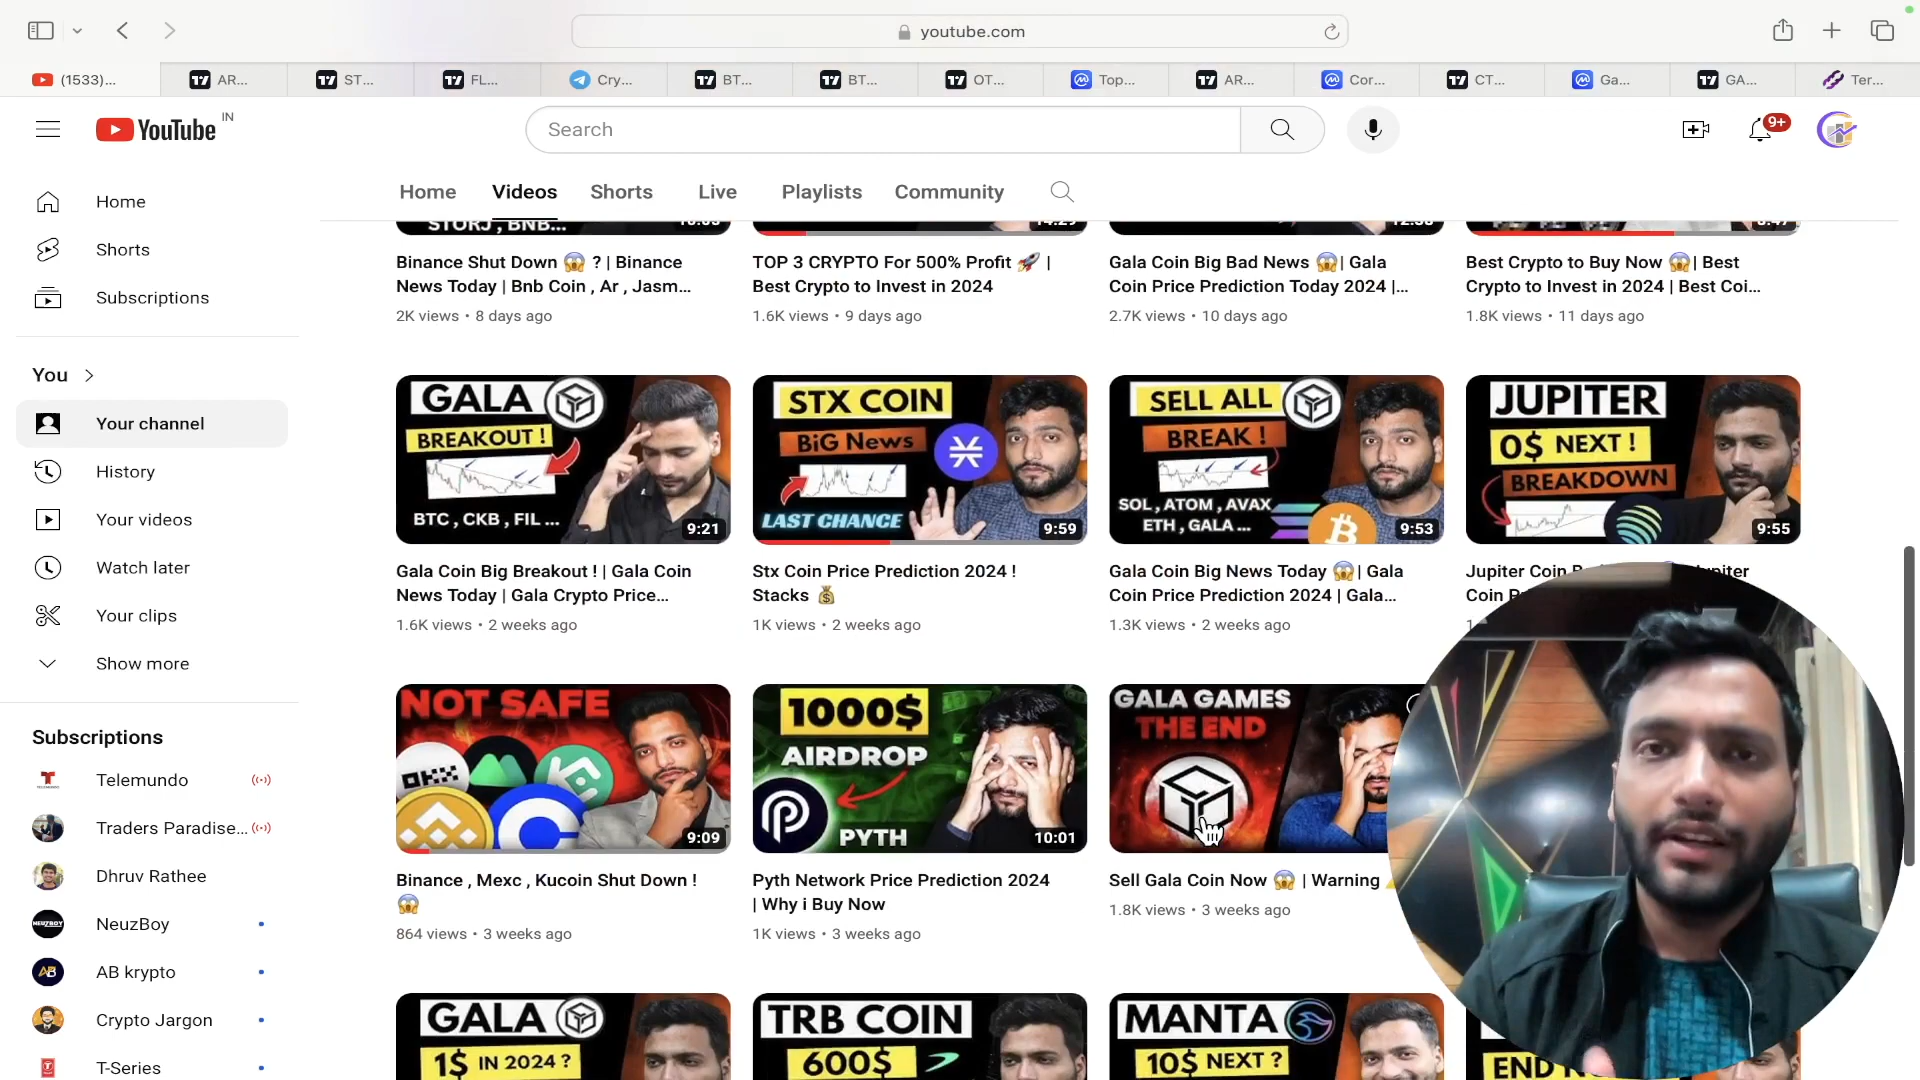 youtube.com
(1533)...
AR...
ST...
FL...
Cry...
BT...
BT...
OT...
Top...
AR...
Cor...
CT...
Ga...
GA...
Ter...
YouTube IN
Search
9+
Home
Shorts
Subscriptions
You
Your channel
History
Your videos
Watch later
Your clips
Show more
Subscriptions
Telemundo
Traders Paradise...
Dhruv Rathee
NeuzBoy
AB krypto
Crypto Jargon
T-Series
Home Videos Shorts Live Playlists Community
STORJ , BNB...
Binance Shut Down 😱 ? | Binance
News Today | Bnb Coin , Ar , Jasm...
2K views • 8 days ago
14:29
TOP 3 CRYPTO For 500% Profit 🚀 |
Best Crypto to Invest in 2024
1.6K views • 9 days ago
Gala Coin Big Bad News 😱| Gala
Coin Price Prediction Today 2024 |...
2.7K views • 10 days ago
Best Crypto to Buy Now 😱| Best
Crypto to Invest in 2024 | Best Coi...
1.8K views • 11 days ago
GALA
BREAKOUT !
BTC , CKB , FIL ...
9:21
Gala Coin Big Breakout ! | Gala Coin
News Today | Gala Crypto Price...
1.6K views • 2 weeks ago
STX COIN
BiG News
LAST CHANCE
9:59
Stx Coin Price Prediction 2024 !
Stacks 💰
1K views • 2 weeks ago
SELL ALL
BREAK !
SOL , ATOM , AVAX
ETH , GALA ...
9:53
Gala Coin Big News Today 😱| Gala
Coin Price Prediction 2024 | Gala...
1.3K views • 2 weeks ago
JUPITER
0$ NEXT !
BREAKDOWN
9:55
Jupiter Coin
Coin
NOT SAFE
OKX
9:09
Binance , Mexc , Kucoin Shut Down !
😱
864 views • 3 weeks ago
1000$
AIRDROP
PYTH
10:01
Pyth Network Price Prediction 2024
| Why i Buy Now
1K views • 3 weeks ago
GALA GAMES
THE END
Sell Gala Coin Now 😱 | Warning
1.8K views • 3 weeks ago
GALA
1$ IN 2024 ?
TRB COIN
600$
MANTA
10$ NEXT ?